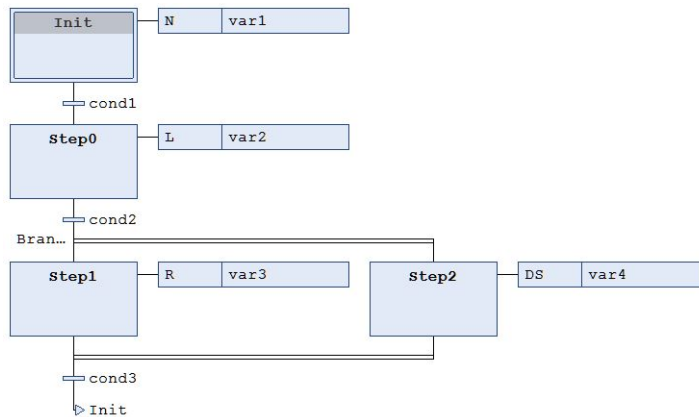 Init N var1
cond1
Step0 L var2
cond2
Bran...
Step1 R var3 Step2 DS var4
cond3
Init